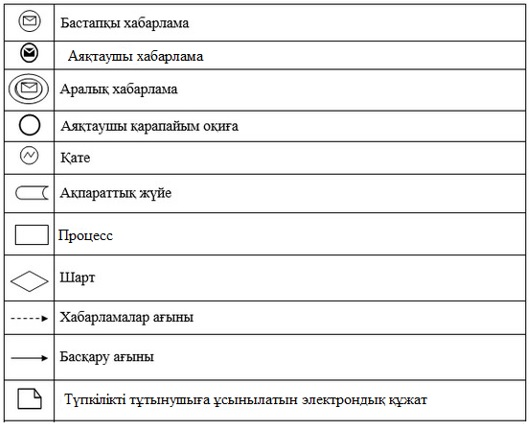 Бастапқы хабарлама
Аяқтаушы хабарлама
Аралық хабарлама
Аяқтаушы қарапайым оқиға
Қате
Ақпараттық жүйе
Процесс
Шарт
Хабарламалар ағыны
Басқару ағыны
Түпкілікті тұтынушыға ұсынылатын электрондық құжат